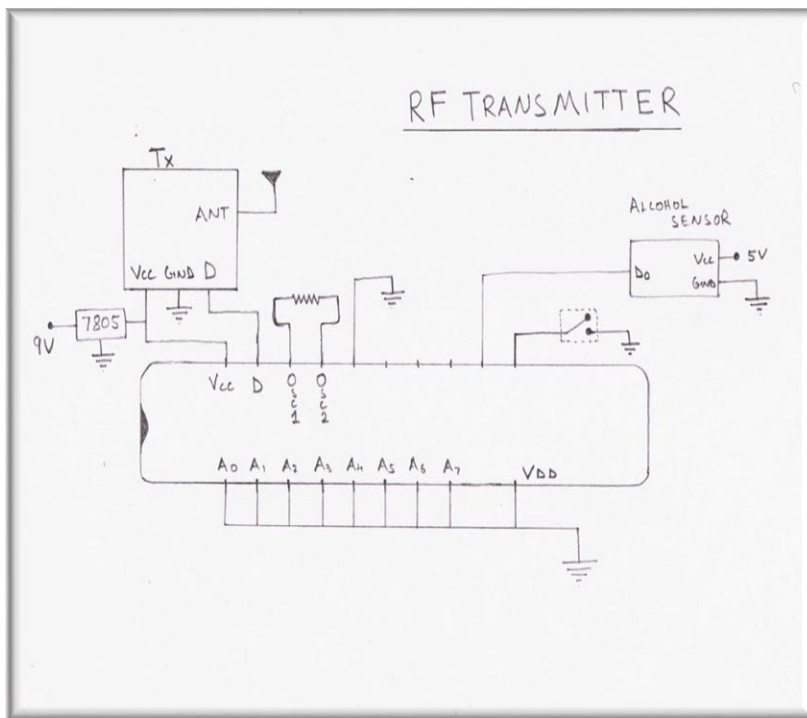 RF TRANSMITTER
Tx
ANT
Vcc GND D
7805
9V
ALCOHOL
SENSOR
Do
Vcc
5V
GND
Vcc D OSC1 OSC2
A0 A1 A2 A3 A4 A5 A6 A7
VDD